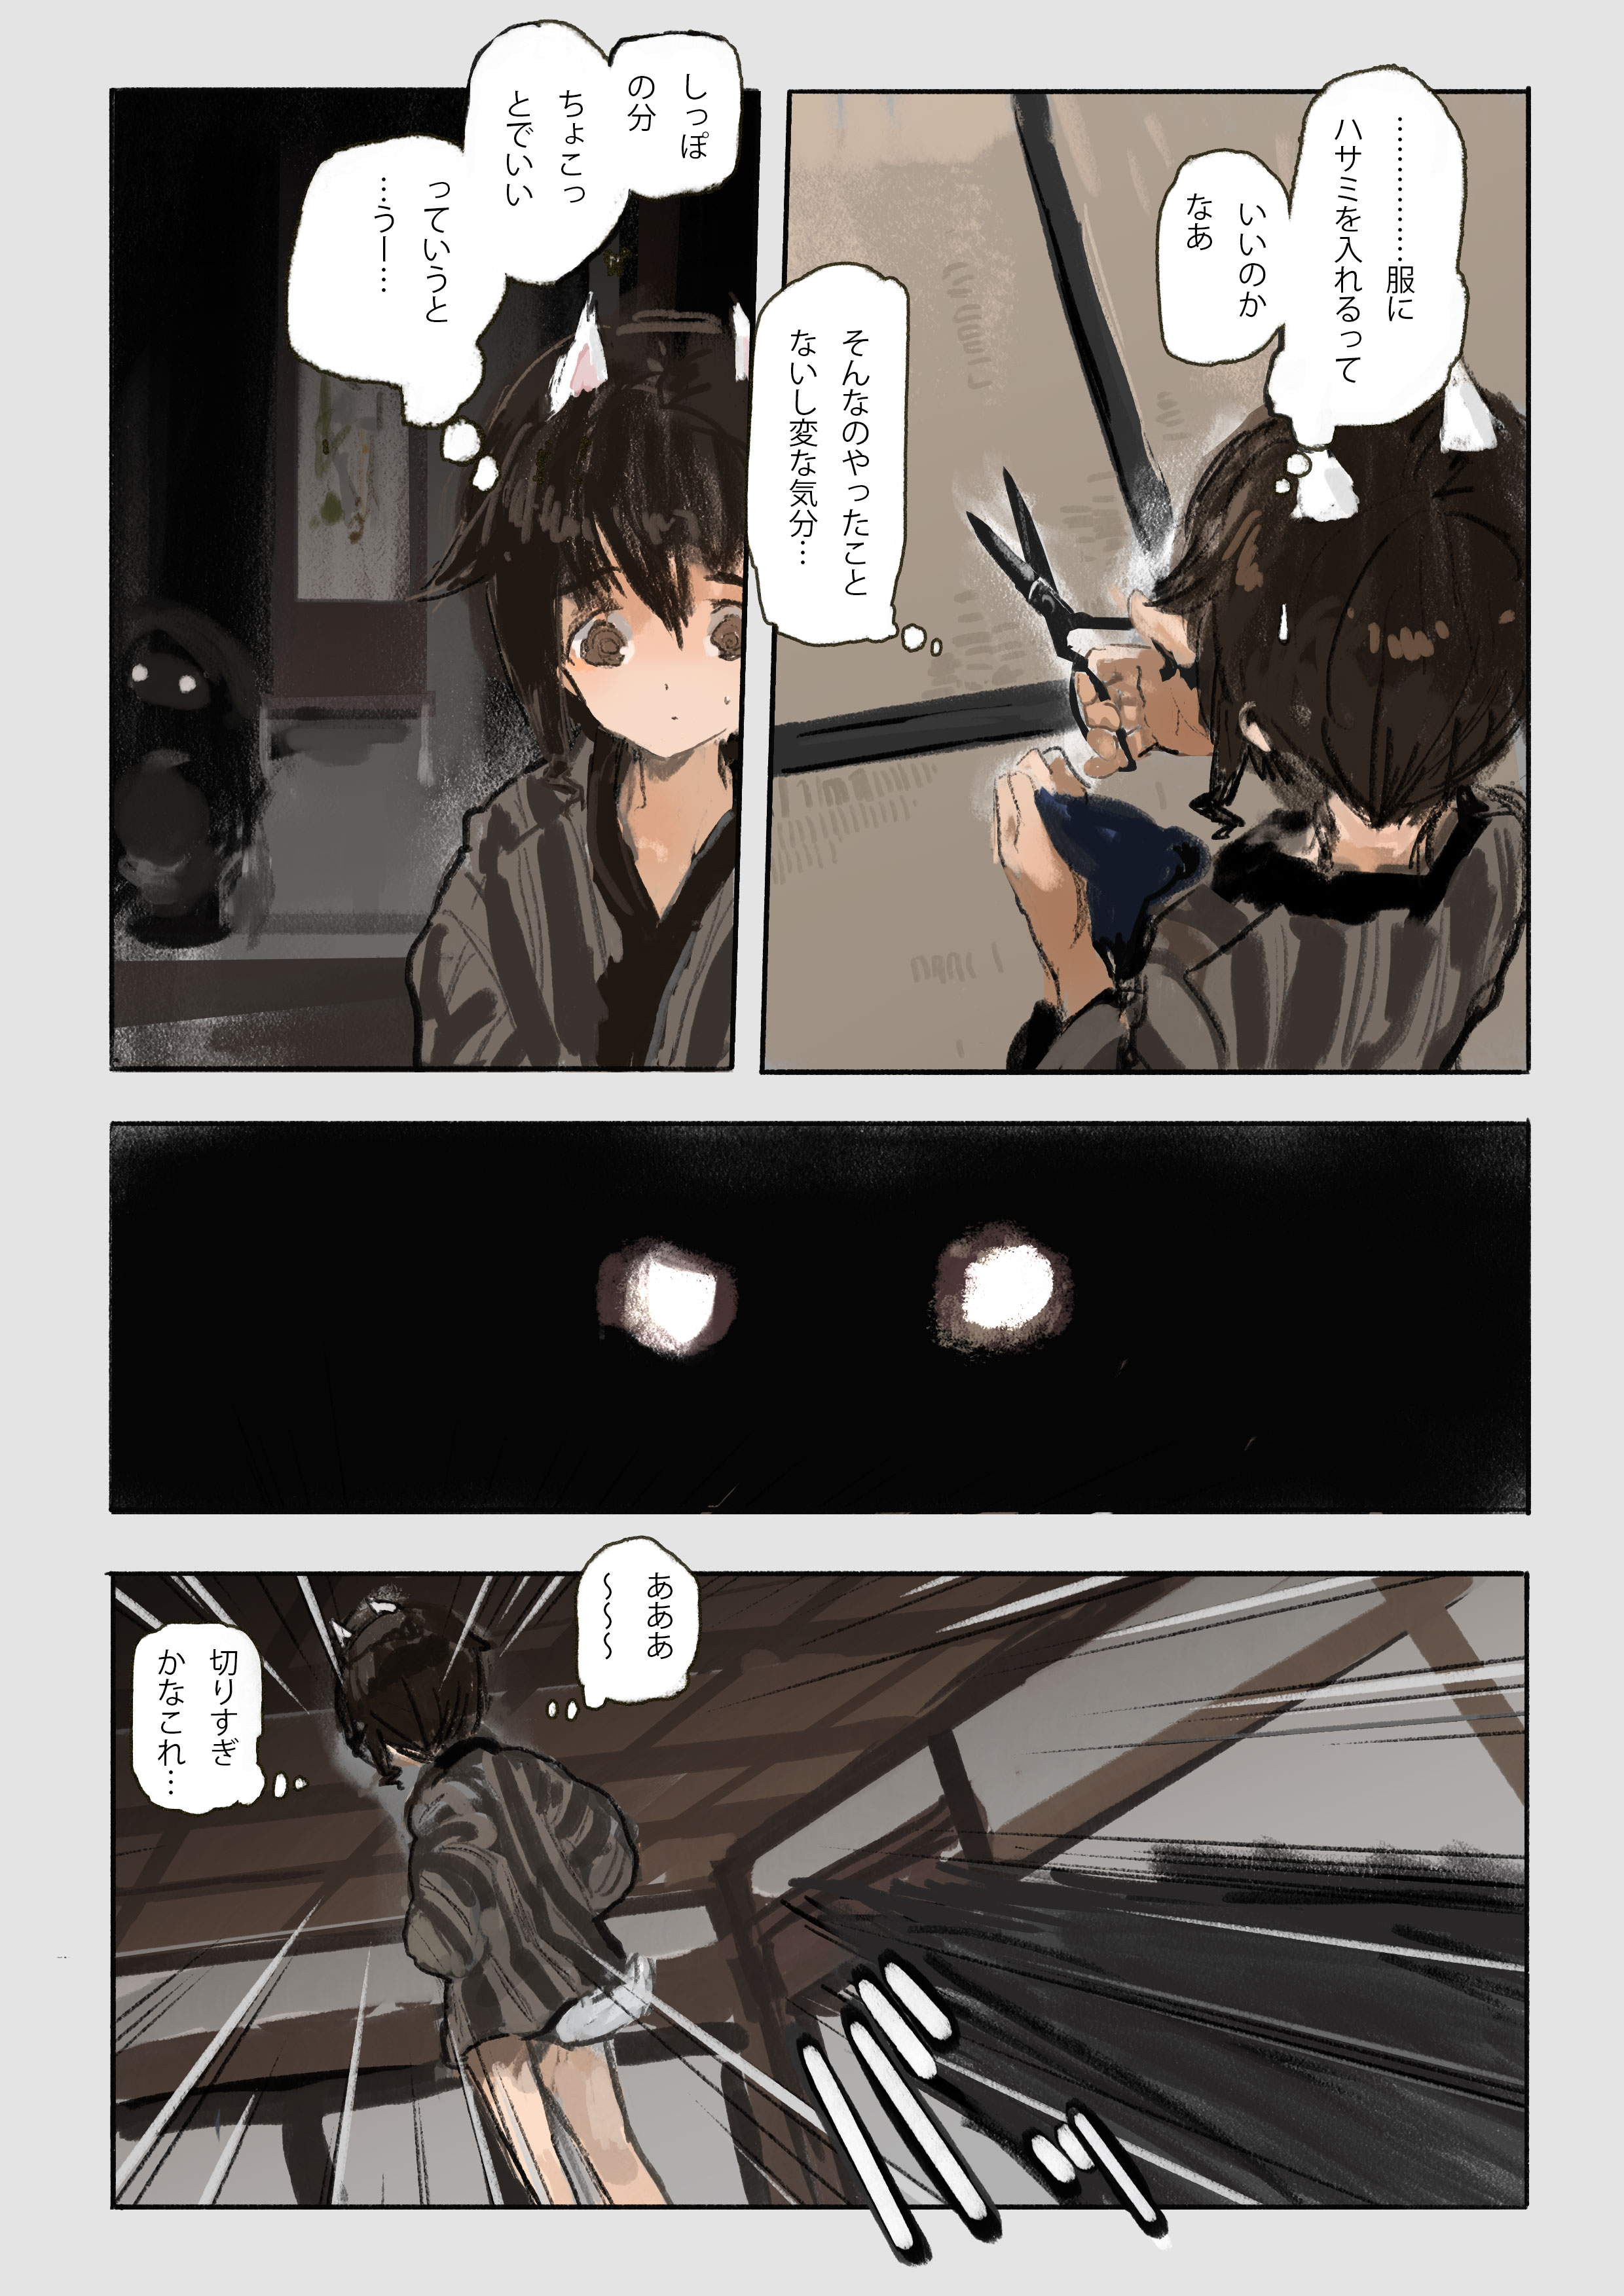 ……………服に
ハサミを入れるって
いいのか
なあ
そんなのやったこと
ないし変な気分…
しっぽ
の分
ちょこっ
とでいい
っていうと
…うー…
あああ
～～～
切りすぎ
かなこれ…
バッ